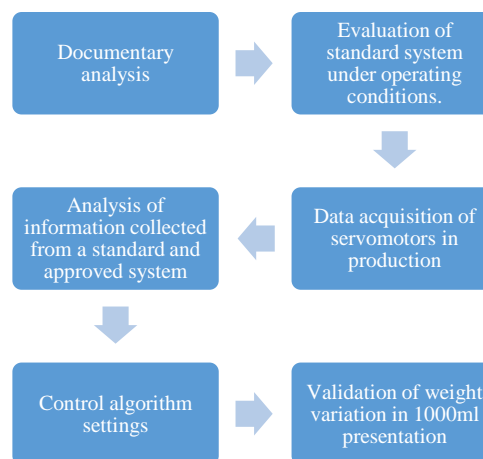 Documentary
analysis
Evaluation of
standard system
under operating
conditions.
Data acquisition of
servomotors in
production
Analysis of
information collected
from a standard and
approved system
Control algorithm
settings
Validation of weight
variation in 1000ml
presentation